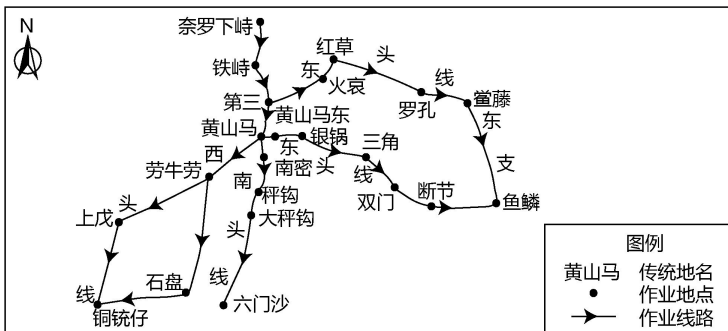 N
奈罗下峙
铁峙
第三
东
红草
火哀
头
罗孔
线
鲎藤
东
支
鱼鳞
黄山马东
黄山马
东
银锅
头
三角
线
双门
断节
西
南密
劳牛劳
南
秤钩
头
大秤钩
上戊
头
线
石盘
线
铜铳仔
六门沙
图例
黄山马 传统地名
作业地点
作业线路